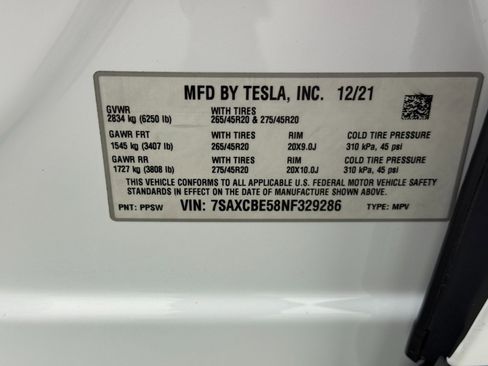 MFD BY TESLA, INC. 12/21
GVWR WITH TIRES
2834 kg (6250 lb) 265/45R20 & 275/45R20
GAWR FRT WITH TIRES RIM COLD TIRE PRESSURE
1545 kg (3407 lb) 265/45R20 20X9.0J 310 kPa, 45 psi
GAWR RR WITH TIRES RIM COLD TIRE PRESSURE
1727 kg (3808 lb) 275/45R20 20X10.0J 310 kPa, 45 psi
THIS VEHICLE CONFORMS TO ALL APPLICABLE U.S. FEDERAL MOTOR VEHICLE SAFETY
STANDARDS IN EFFECT ON THE DATE OF MANUFACTURE SHOWN ABOVE.
PNT: PPSW VIN: 7SAXCBE58NF329286 TYPE: MPV